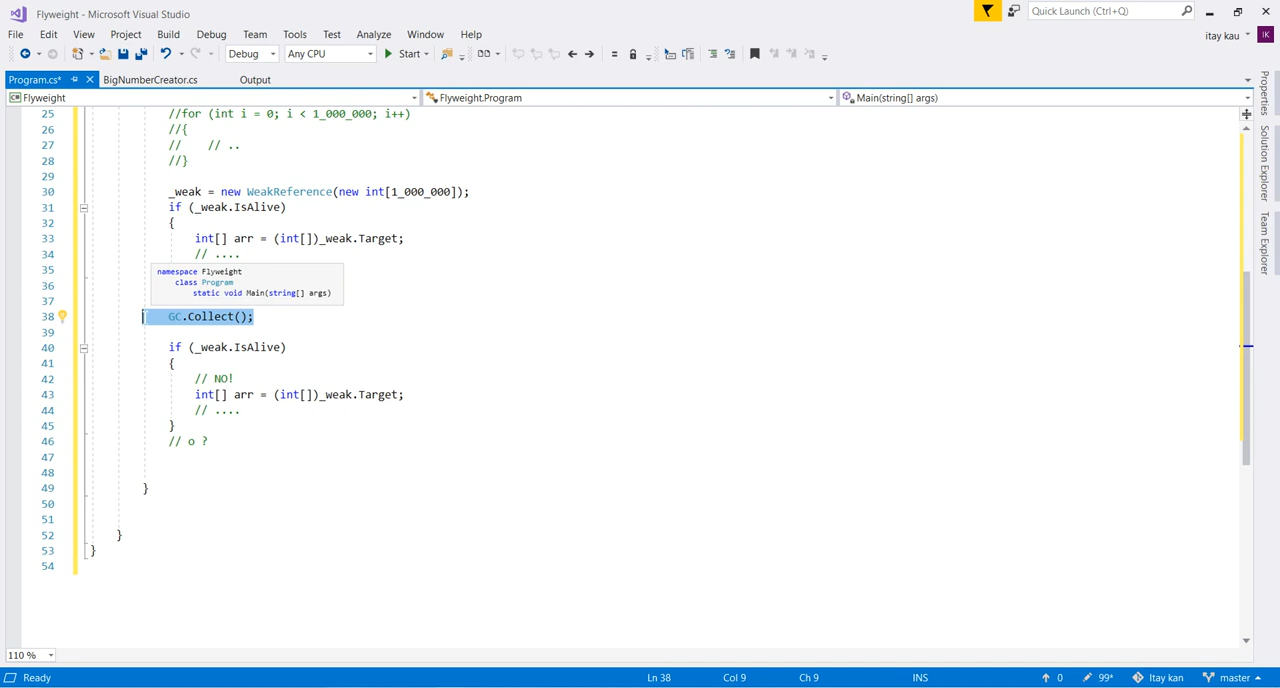 Flyweight - Microsoft Visual Studio
Quick Launch (Ctrl+Q)
File Edit View Project Build Debug Team Tools Test Analyze Window Help
itay kau IK
Debug Any CPU Start
Program.cs* BigNumberCreator.cs Output
Flyweight Flyweight.Program Main(string[] args)
25 //for (int i = 0; i < 1_000_000; i++)
26 //{
27 // // ..
28 //}
29
30 _weak = new WeakReference(new int[1_000_000]);
31 if (_weak.IsAlive)
32 {
33 int[] arr = (int[])_weak.Target;
34 // ....
35 namespace Flyweight
36 class Program
static void Main(string[] args)
37
38 GC.Collect();
39
40 if (_weak.IsAlive)
41 {
42 // NO!
43 int[] arr = (int[])_weak.Target;
44 // ....
45 }
46 // o ?
47
48
49 }
50
51
52 }
53 }
54
Properties
Solution Explorer
Team Explorer
110 %
Ready Ln 38 Col 9 Ch 9 INS 0 99* Itay kan master